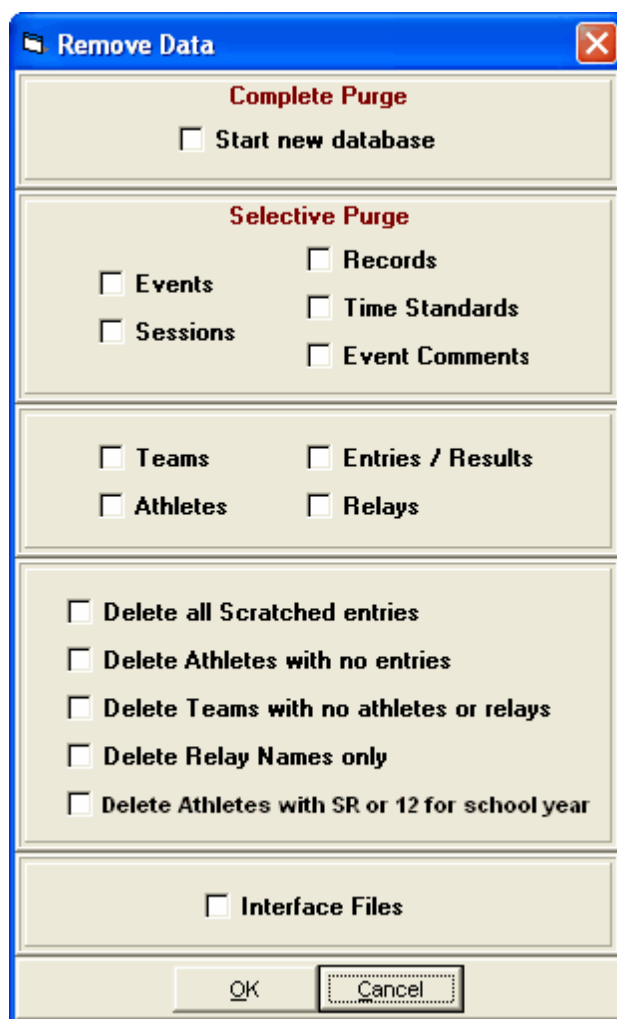 Remove Data
Complete Purge
Start new database
Selective Purge
Events
Sessions
Records
Time Standards
Event Comments
Teams
Athletes
Entries / Results
Relays
Delete all Scratched entries
Delete Athletes with no entries
Delete Teams with no athletes or relays
Delete Relay Names only
Delete Athletes with SR or 12 for school year
Interface Files
OK
Cancel